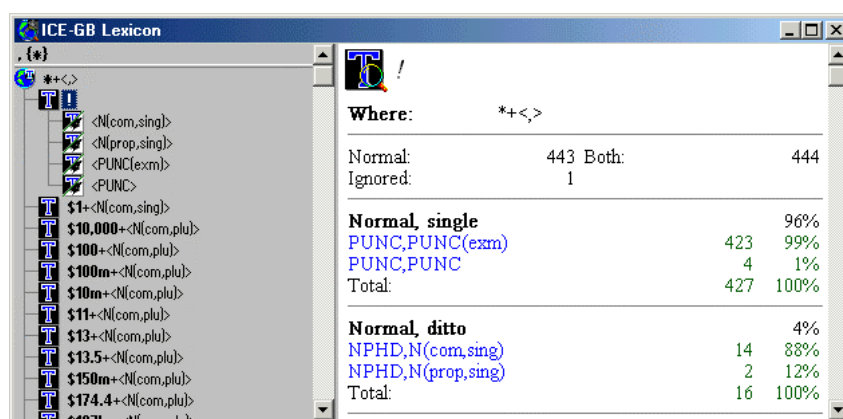 ICE-GB Lexicon
, {*}
*+<,>
!
<N(com,sing)>
<N(prop,sing)>
<PUNC(exm)>
<PUNC>
$1+<N(com,sing)>
$10,000+<N(com,plu)>
$100+<N(com,plu)>
$100m+<N(com,plu)>
$10m+<N(com,plu)>
$11+<N(com,plu)>
$13+<N(com,plu)>
$13.5+<N(com,plu)>
$150m+<N(com,plu)>
$174.4+<N(com,plu)>
!
Where: *+<,>
Normal: 443 Both: 444
Ignored: 1
Normal, single 96%
PUNC,PUNC(exm) 423 99%
PUNC,PUNC 4 1%
Total: 427 100%
Normal, ditto 4%
NPHD,N(com,sing) 14 88%
NPHD,N(prop,sing) 2 12%
Total: 16 100%